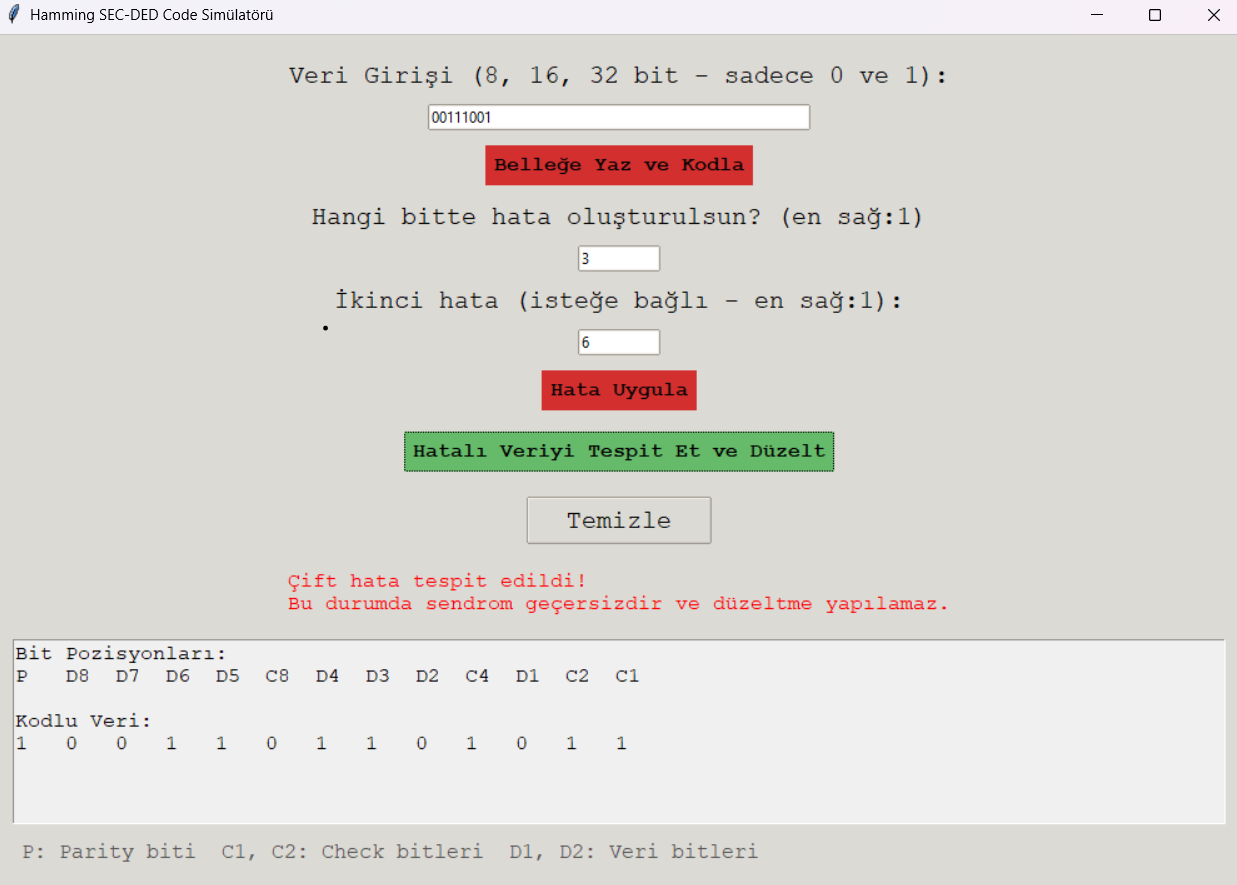 Hamming SEC-DED Code Simülatörü
Veri Girişi (8, 16, 32 bit - sadece 0 ve 1):
00111001
Belleğe Yaz ve Kodla
Hangi bitte hata oluşturulsun? (en sağ:1)
3
İkinci hata (isteğe bağlı - en sağ:1):
6
Hata Uygula
Hatalı Veriyi Tespit Et ve Düzelt
Temizle
Çift hata tespit edildi!
Bu durumda sendrom geçersizdir ve düzeltme yapılamaz.
Bit Pozisyonları:
P D8 D7 D6 D5 C8 D4 D3 D2 C4 D1 C2 C1
Kodlu Veri:
1 0 0 1 1 0 1 1 0 1 0 1 1
P: Parity biti C1, C2: Check bitleri D1, D2: Veri bitleri